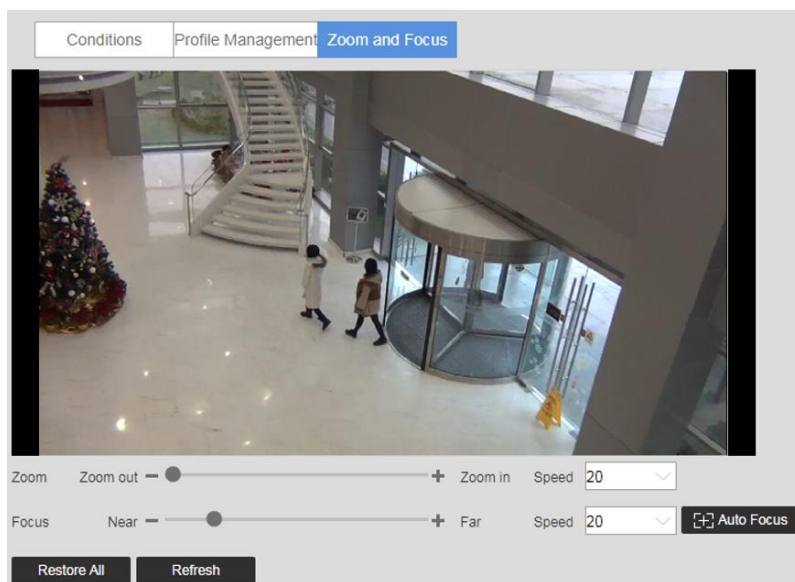 Conditions Profile Management Zoom and Focus
Zoom Zoom out Zoom in Speed 20
Focus Near Far Speed 20 Auto Focus
Restore All Refresh